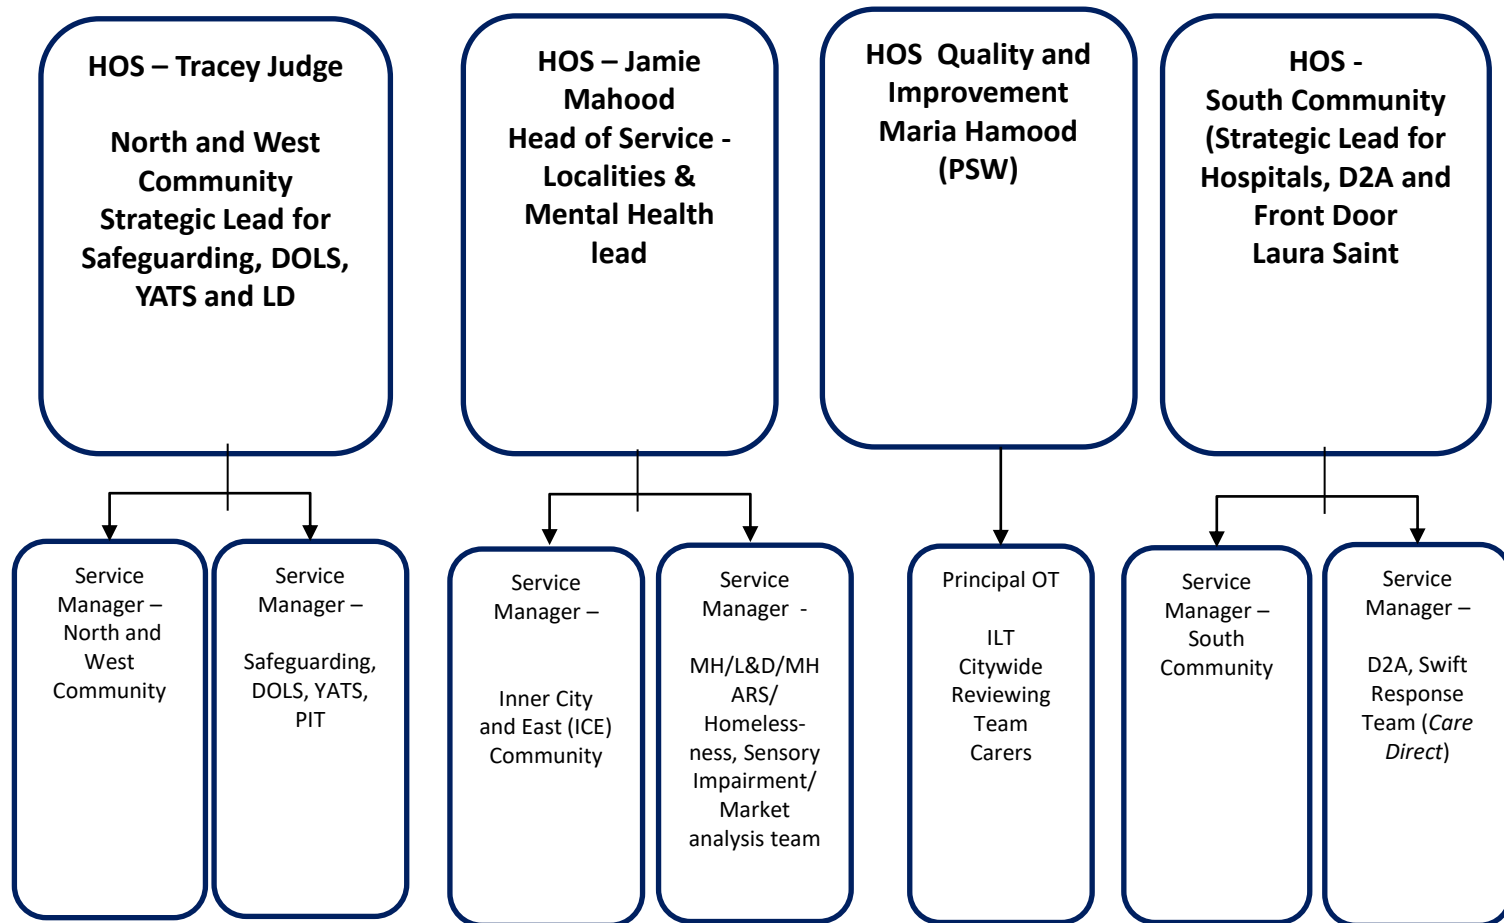 HOS – Tracey Judge
North and West
Community
Strategic Lead for
Safeguarding, DOLS,
YATS and LD
HOS – Jamie
Mahood
Head of Service -
Localities &
Mental Health
lead
HOS  Quality and
Improvement
Maria Hamood
(PSW)
HOS -
South Community
(Strategic Lead for
Hospitals, D2A and
Front Door
Laura Saint
Service
Manager –
North and
West
Community
Service
Manager –
Safeguarding,
DOLS, YATS,
PIT
Service
Manager –
Inner City
and East (ICE)
Community
Service
Manager  -
MH/L&D/MH
ARS/
Homeless-
ness, Sensory
Impairment/
Market
analysis team
Principal OT
ILT
Citywide
Reviewing
Team
Carers
Service
Manager –
South
Community
Service
Manager –
D2A, Swift
Response
Team (Care
Direct)